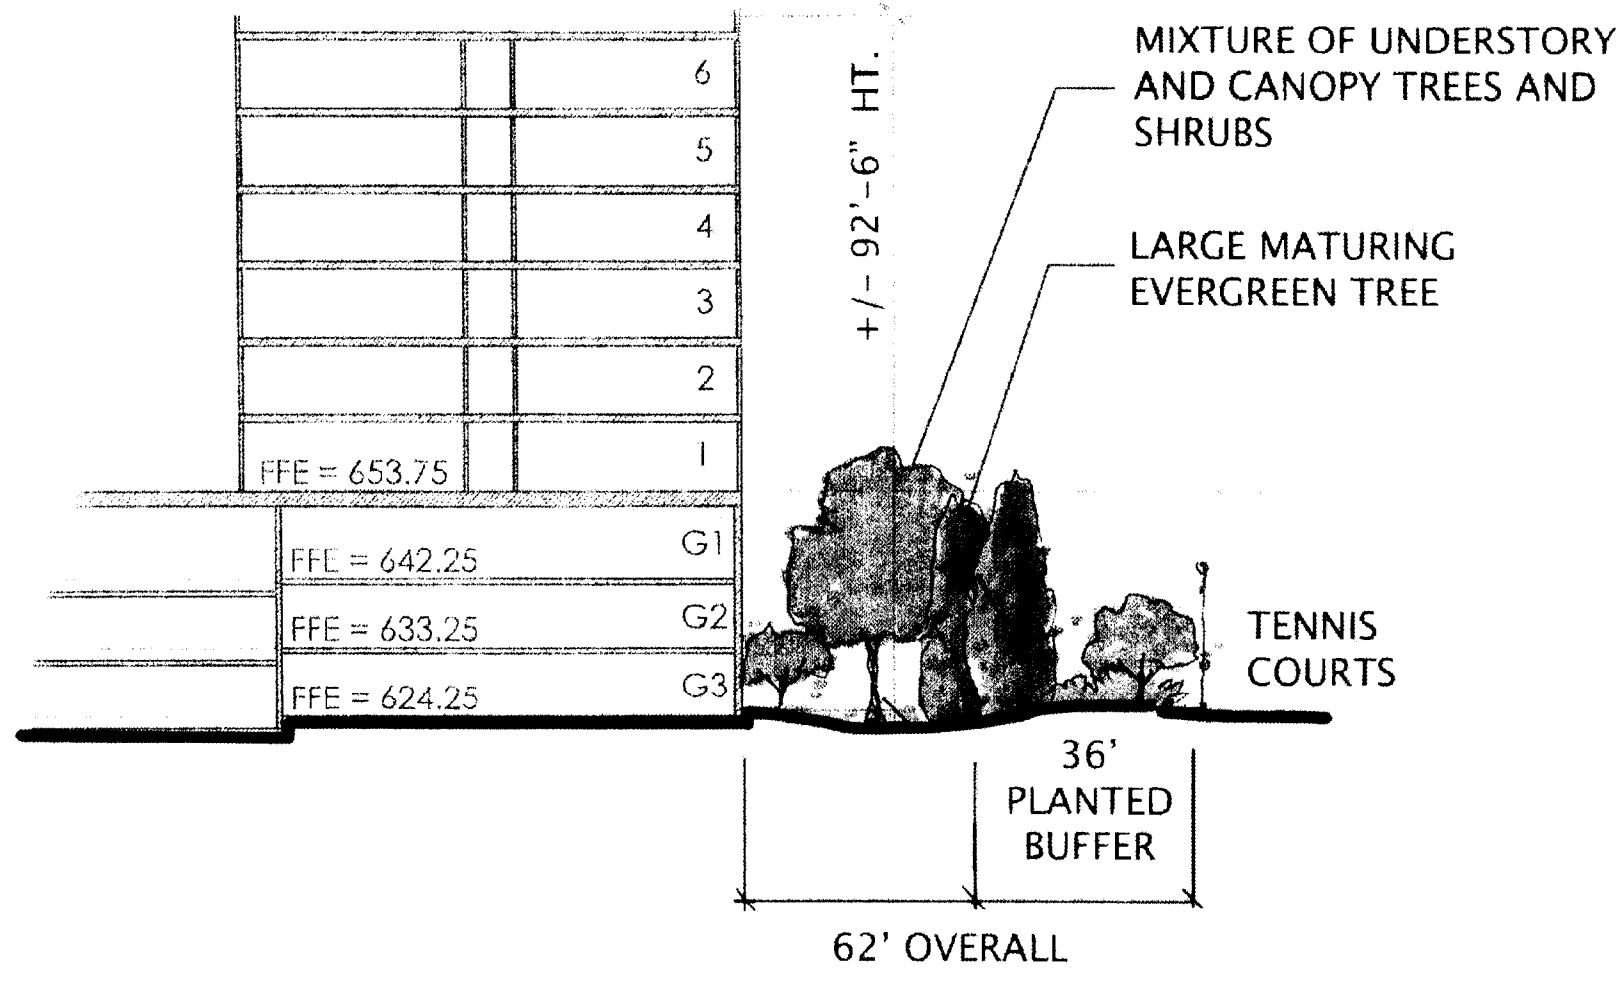 6
5
4
3
2
1
FFE = 653.75
G1
FFE = 642.25
G2
FFE = 633.25
G3
FFE = 624.25
+/- 92'-6" HT.
MIXTURE OF UNDERSTORY
AND CANOPY TREES AND
SHRUBS
LARGE MATURING
EVERGREEN TREE
TENNIS
COURTS
36'
PLANTED
BUFFER
62' OVERALL